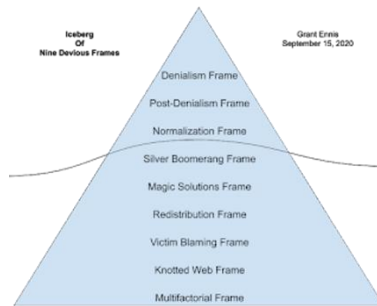 Iceberg
Of
Nine Devious Frames
Grant Ennis
September 15, 2020
Denialism Frame
Post-Denialism Frame
Normalization Frame
Silver Boomerang Frame
Magic Solutions Frame
Redistribution Frame
Victim Blaming Frame
Knotted Web Frame
Multifactorial Frame